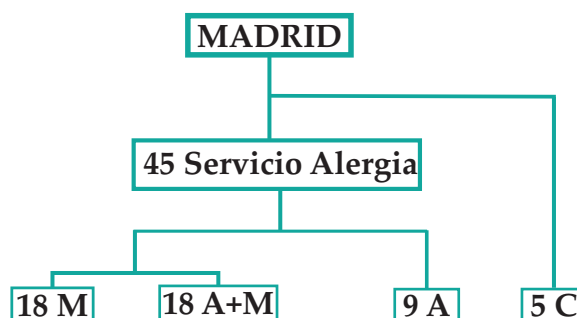 MADRID
45 Servicio Alergia
18 M
18 A+M
9 A
5 C